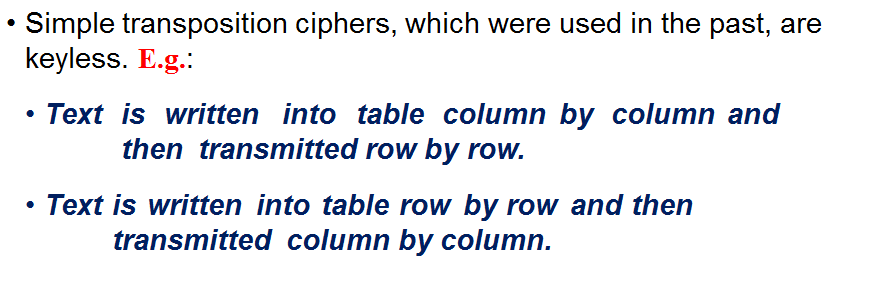 • Simple transposition ciphers, which were used in the past, are
keyless. E.g.:
• Text is written into table column by column and
then transmitted row by row.
• Text is written into table row by row and then
transmitted column by column.